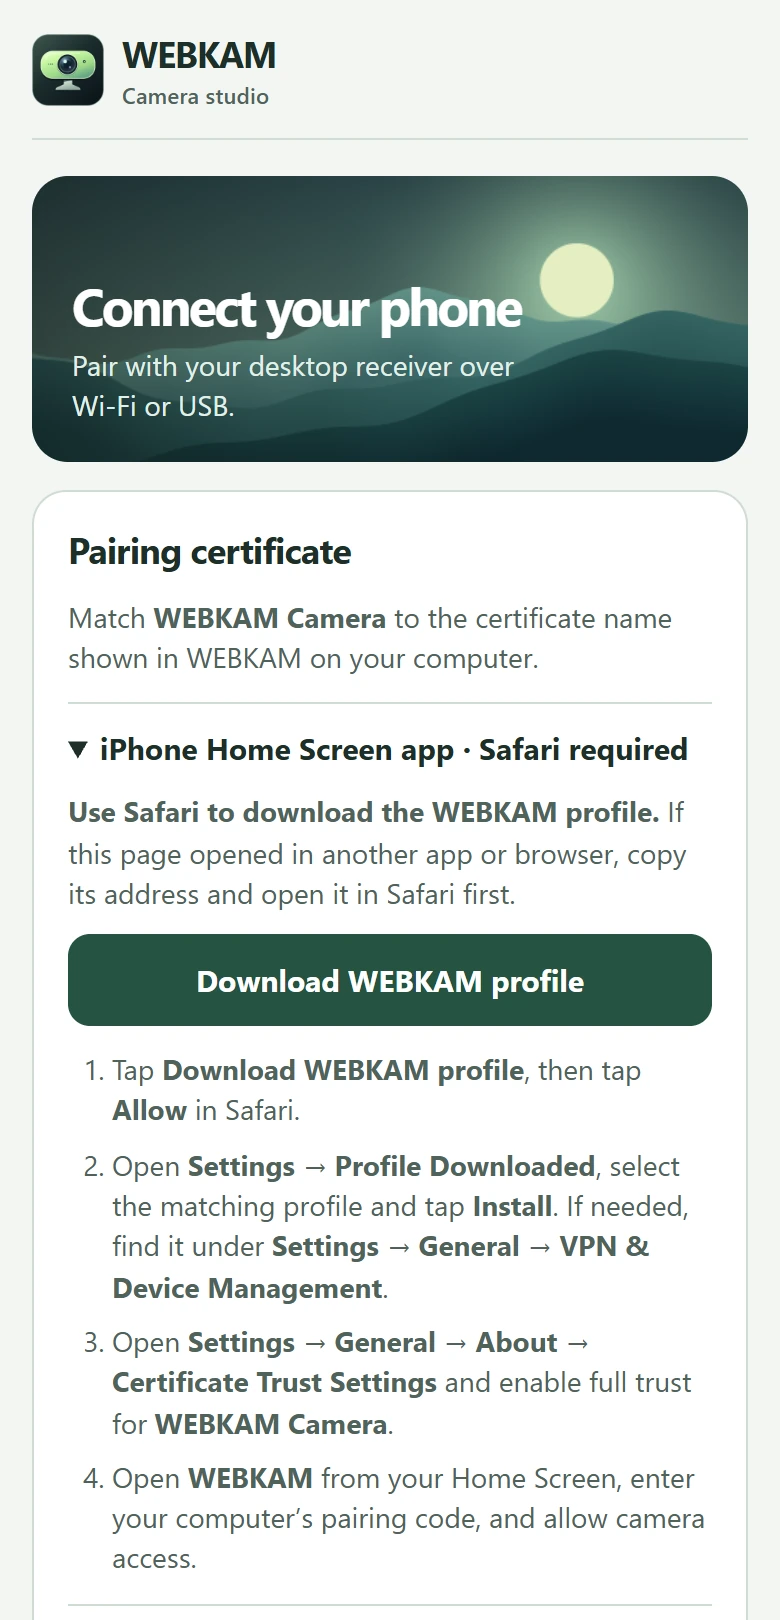 WEBKAM
Camera studio
Connect your phone
Pair with your desktop receiver over
Wi-Fi or USB.
Pairing certificate
Match WEBKAM Camera to the certificate name
shown in WEBKAM on your computer.
▼ iPhone Home Screen app · Safari required
Use Safari to download the WEBKAM profile. If
this page opened in another app or browser, copy
its address and open it in Safari first.
Download WEBKAM profile
1. Tap Download WEBKAM profile, then tap
Allow in Safari.
2. Open Settings → Profile Downloaded, select
the matching profile and tap Install. If needed,
find it under Settings → General → VPN &
Device Management.
3. Open Settings → General → About →
Certificate Trust Settings and enable full trust
for WEBKAM Camera.
4. Open WEBKAM from your Home Screen, enter
your computer’s pairing code, and allow camera
access.